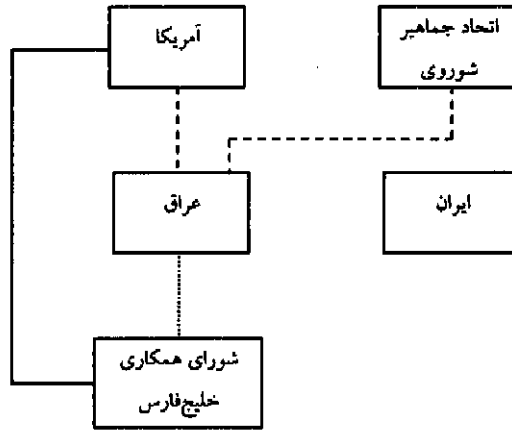 اتحاد جماهیر
شوروی
آمریکا
ایران
عراق
شورای همکاری
خلیج‌فارس